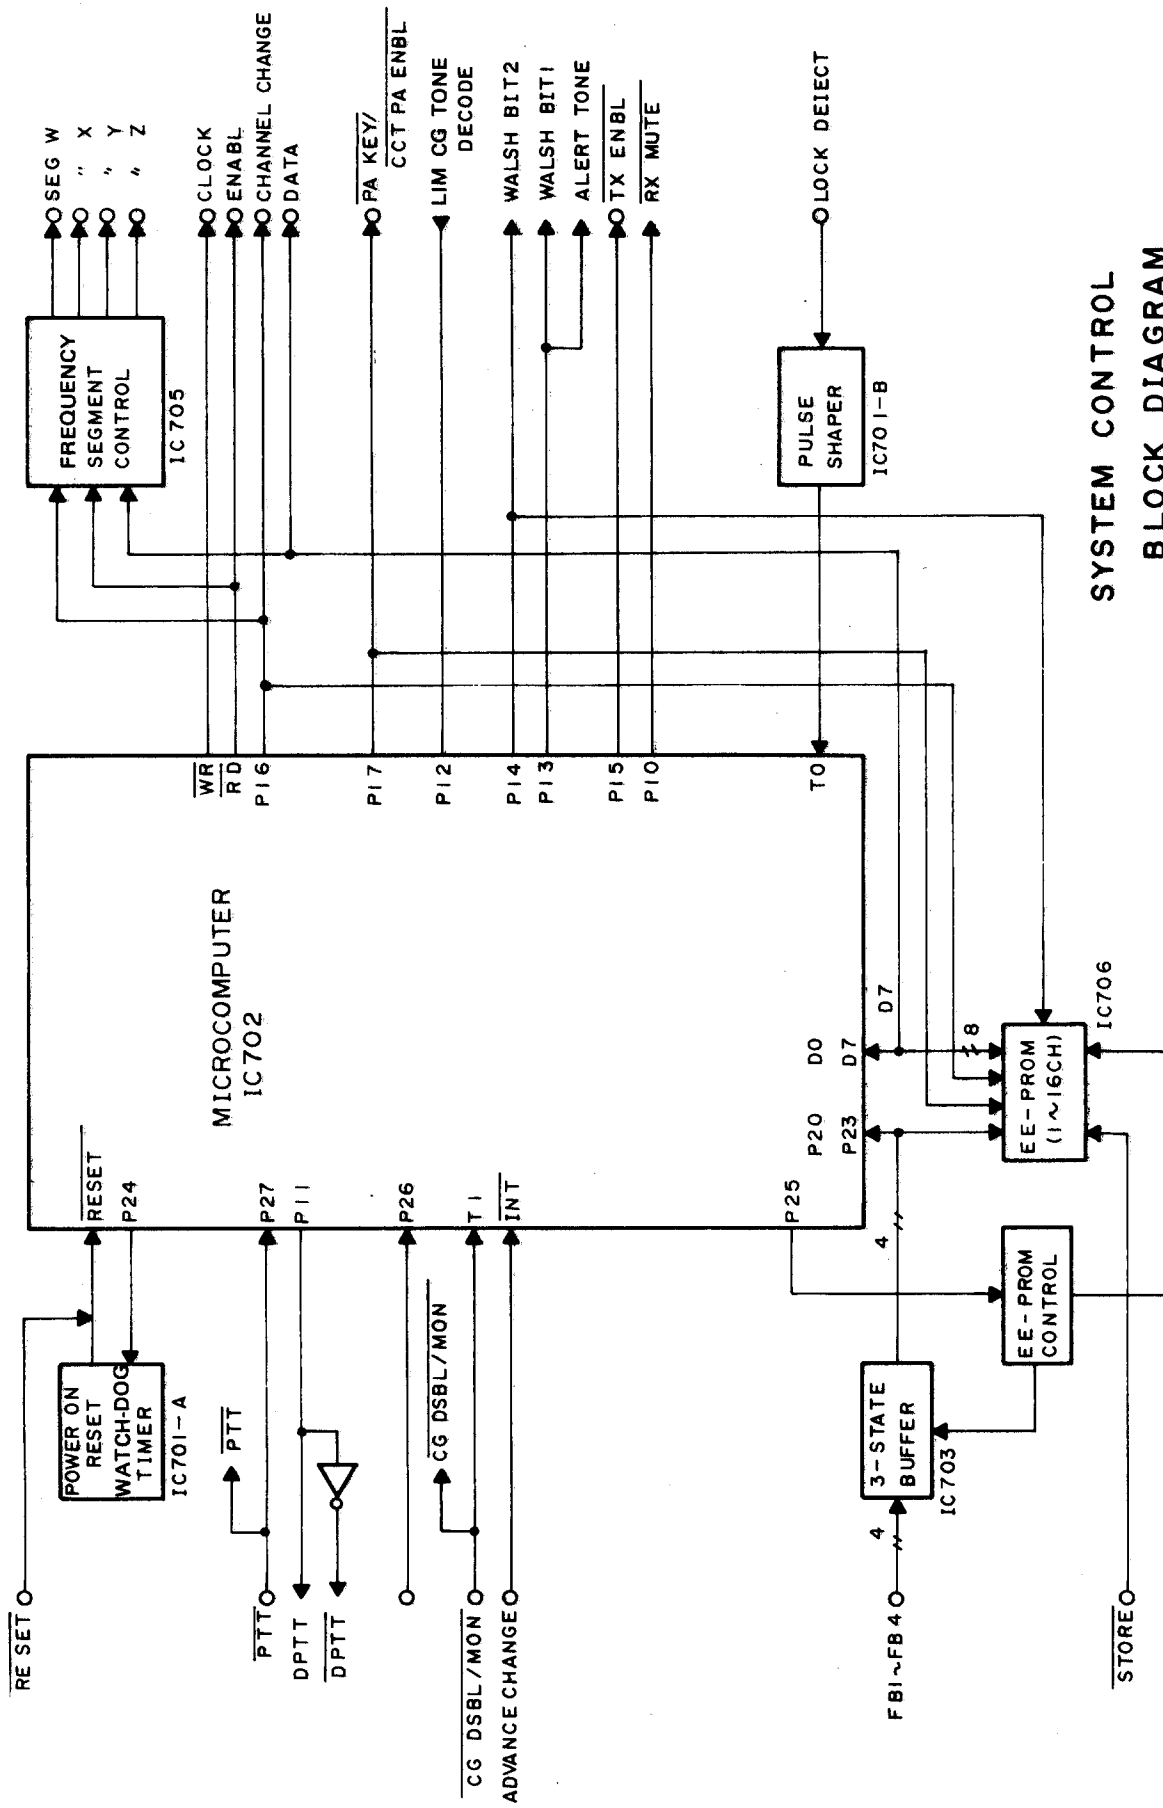 RESET
POWER ON
RESET
WATCH-DOG
TIMER
IC701-A
PTT
PTT
DPTT
DPTT
CG DSBL/MON
CG DSBL/MON
ADVANCE CHANGE
FB1~FB4
4
3-STATE
BUFFER
IC703
4
STORE
EE-PROM
CONTROL
RESET
P24
P27
P11
P26
T1
INT
P25
MICROCOMPUTER
IC702
P20
P23
D0
D7
D7
8
EE-PROM
(1~16CH)
IC706
WR
RD
P16
P17
P12
P14
P13
P15
P10
T0
FREQUENCY
SEGMENT
CONTROL
IC705
PULSE
SHAPER
IC701-B
SEG W
" X
" Y
" Z
CLOCK
ENABL
CHANNEL CHANGE
DATA
PA KEY/
CCT PA ENBL
LIM CG TONE
DECODE
WALSH BIT2
WALSH BIT1
ALERT TONE
TX ENBL
RX MUTE
LOCK DEIECT
SYSTEM CONTROL
BLOCK DIAGRAM